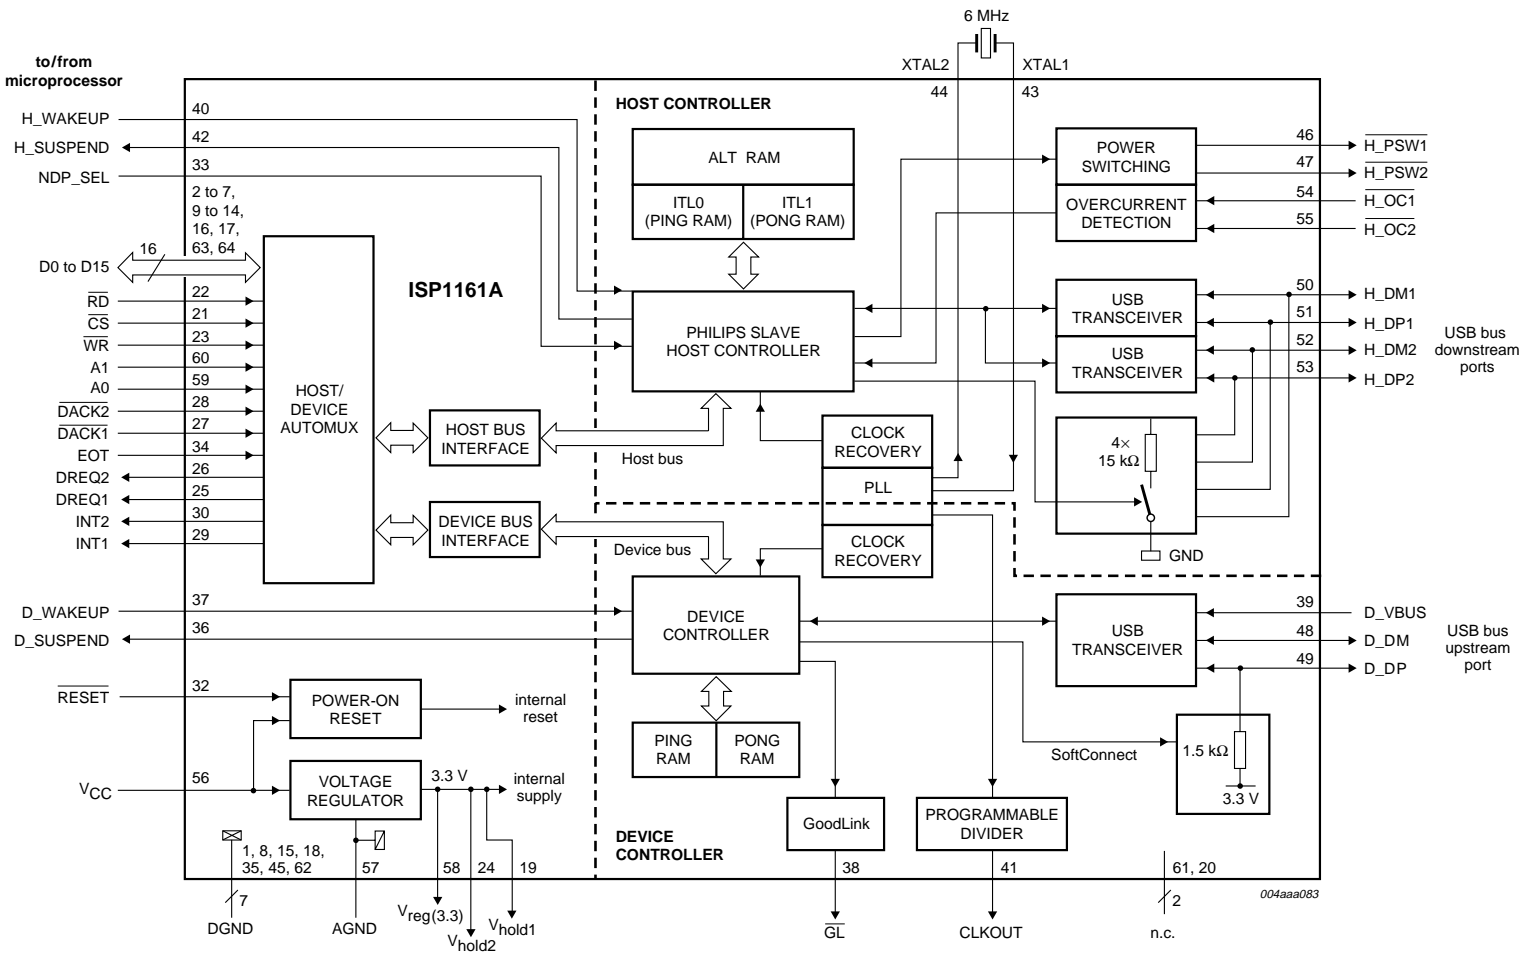 6 MHz
to/from
microprocessor
XTAL2
XTAL1
44
43
HOST CONTROLLER
H_WAKEUP
40
H_SUSPEND
42
NDP_SEL
33
2 to 7,
9 to 14,
16, 17,
63, 64
D0 to D15
16
RD
22
CS
21
WR
23
A1
60
A0
59
DACK2
28
DACK1
27
EOT
34
DREQ2
26
DREQ1
25
INT2
30
INT1
29
HOST/
DEVICE
AUTOMUX
ISP1161A
HOST BUS
INTERFACE
Host bus
DEVICE BUS
INTERFACE
Device bus
ALT RAM
ITL0
(PING RAM)
ITL1
(PONG RAM)
PHILIPS SLAVE
HOST CONTROLLER
CLOCK
RECOVERY
PLL
CLOCK
RECOVERY
POWER
SWITCHING
OVERCURRENT
DETECTION
46
H_PSW1
47
H_PSW2
54
H_OC1
55
H_OC2
USB
TRANSCEIVER
USB
TRANSCEIVER
50
H_DM1
51
H_DP1
52
H_DM2
53
H_DP2
USB bus
downstream
ports
4×
15 kΩ
GND
D_WAKEUP
37
D_SUSPEND
36
DEVICE
CONTROLLER
USB
TRANSCEIVER
39
D_VBUS
48
D_DM
49
D_DP
USB bus
upstream
port
RESET
32
POWER-ON
RESET
internal
reset
VCC
56
VOLTAGE
REGULATOR
3.3 V
internal
supply
PING
RAM
PONG
RAM
SoftConnect
1.5 kΩ
3.3 V
GoodLink
PROGRAMMABLE
DIVIDER
DEVICE
CONTROLLER
1, 8, 15, 18,
35, 45, 62
57
58
24
19
38
41
61, 20
7
DGND
AGND
Vreg(3.3)
Vhold2
Vhold1
GL
CLKOUT
2
n.c.
004aaa083